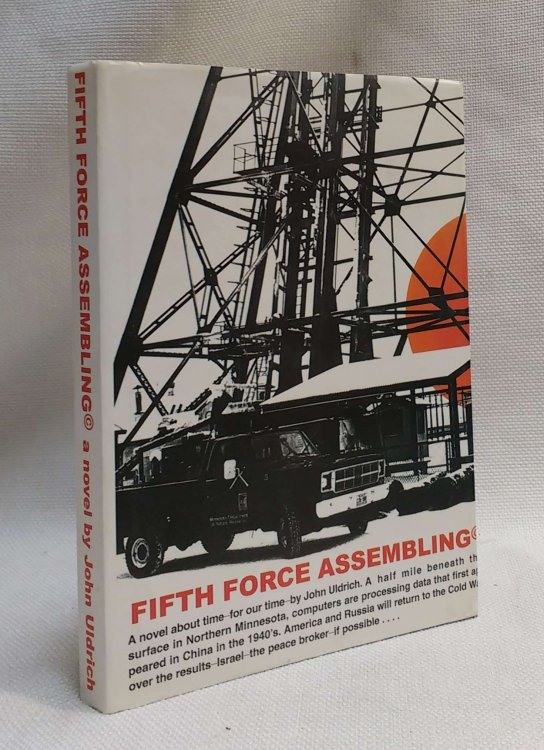 FIFTH FORCE ASSEMBLING© a novel by John Uldrich
FIFTH FORCE ASSEMBLING©
A novel about time–for our time–by John Uldrich. A half mile beneath th
surface in Northern Minnesota, computers are processing data that first ap
peared in China in the 1940's. America and Russia will return to the Cold Wa
over the results–Israel–the peace broker–if possible . . . .